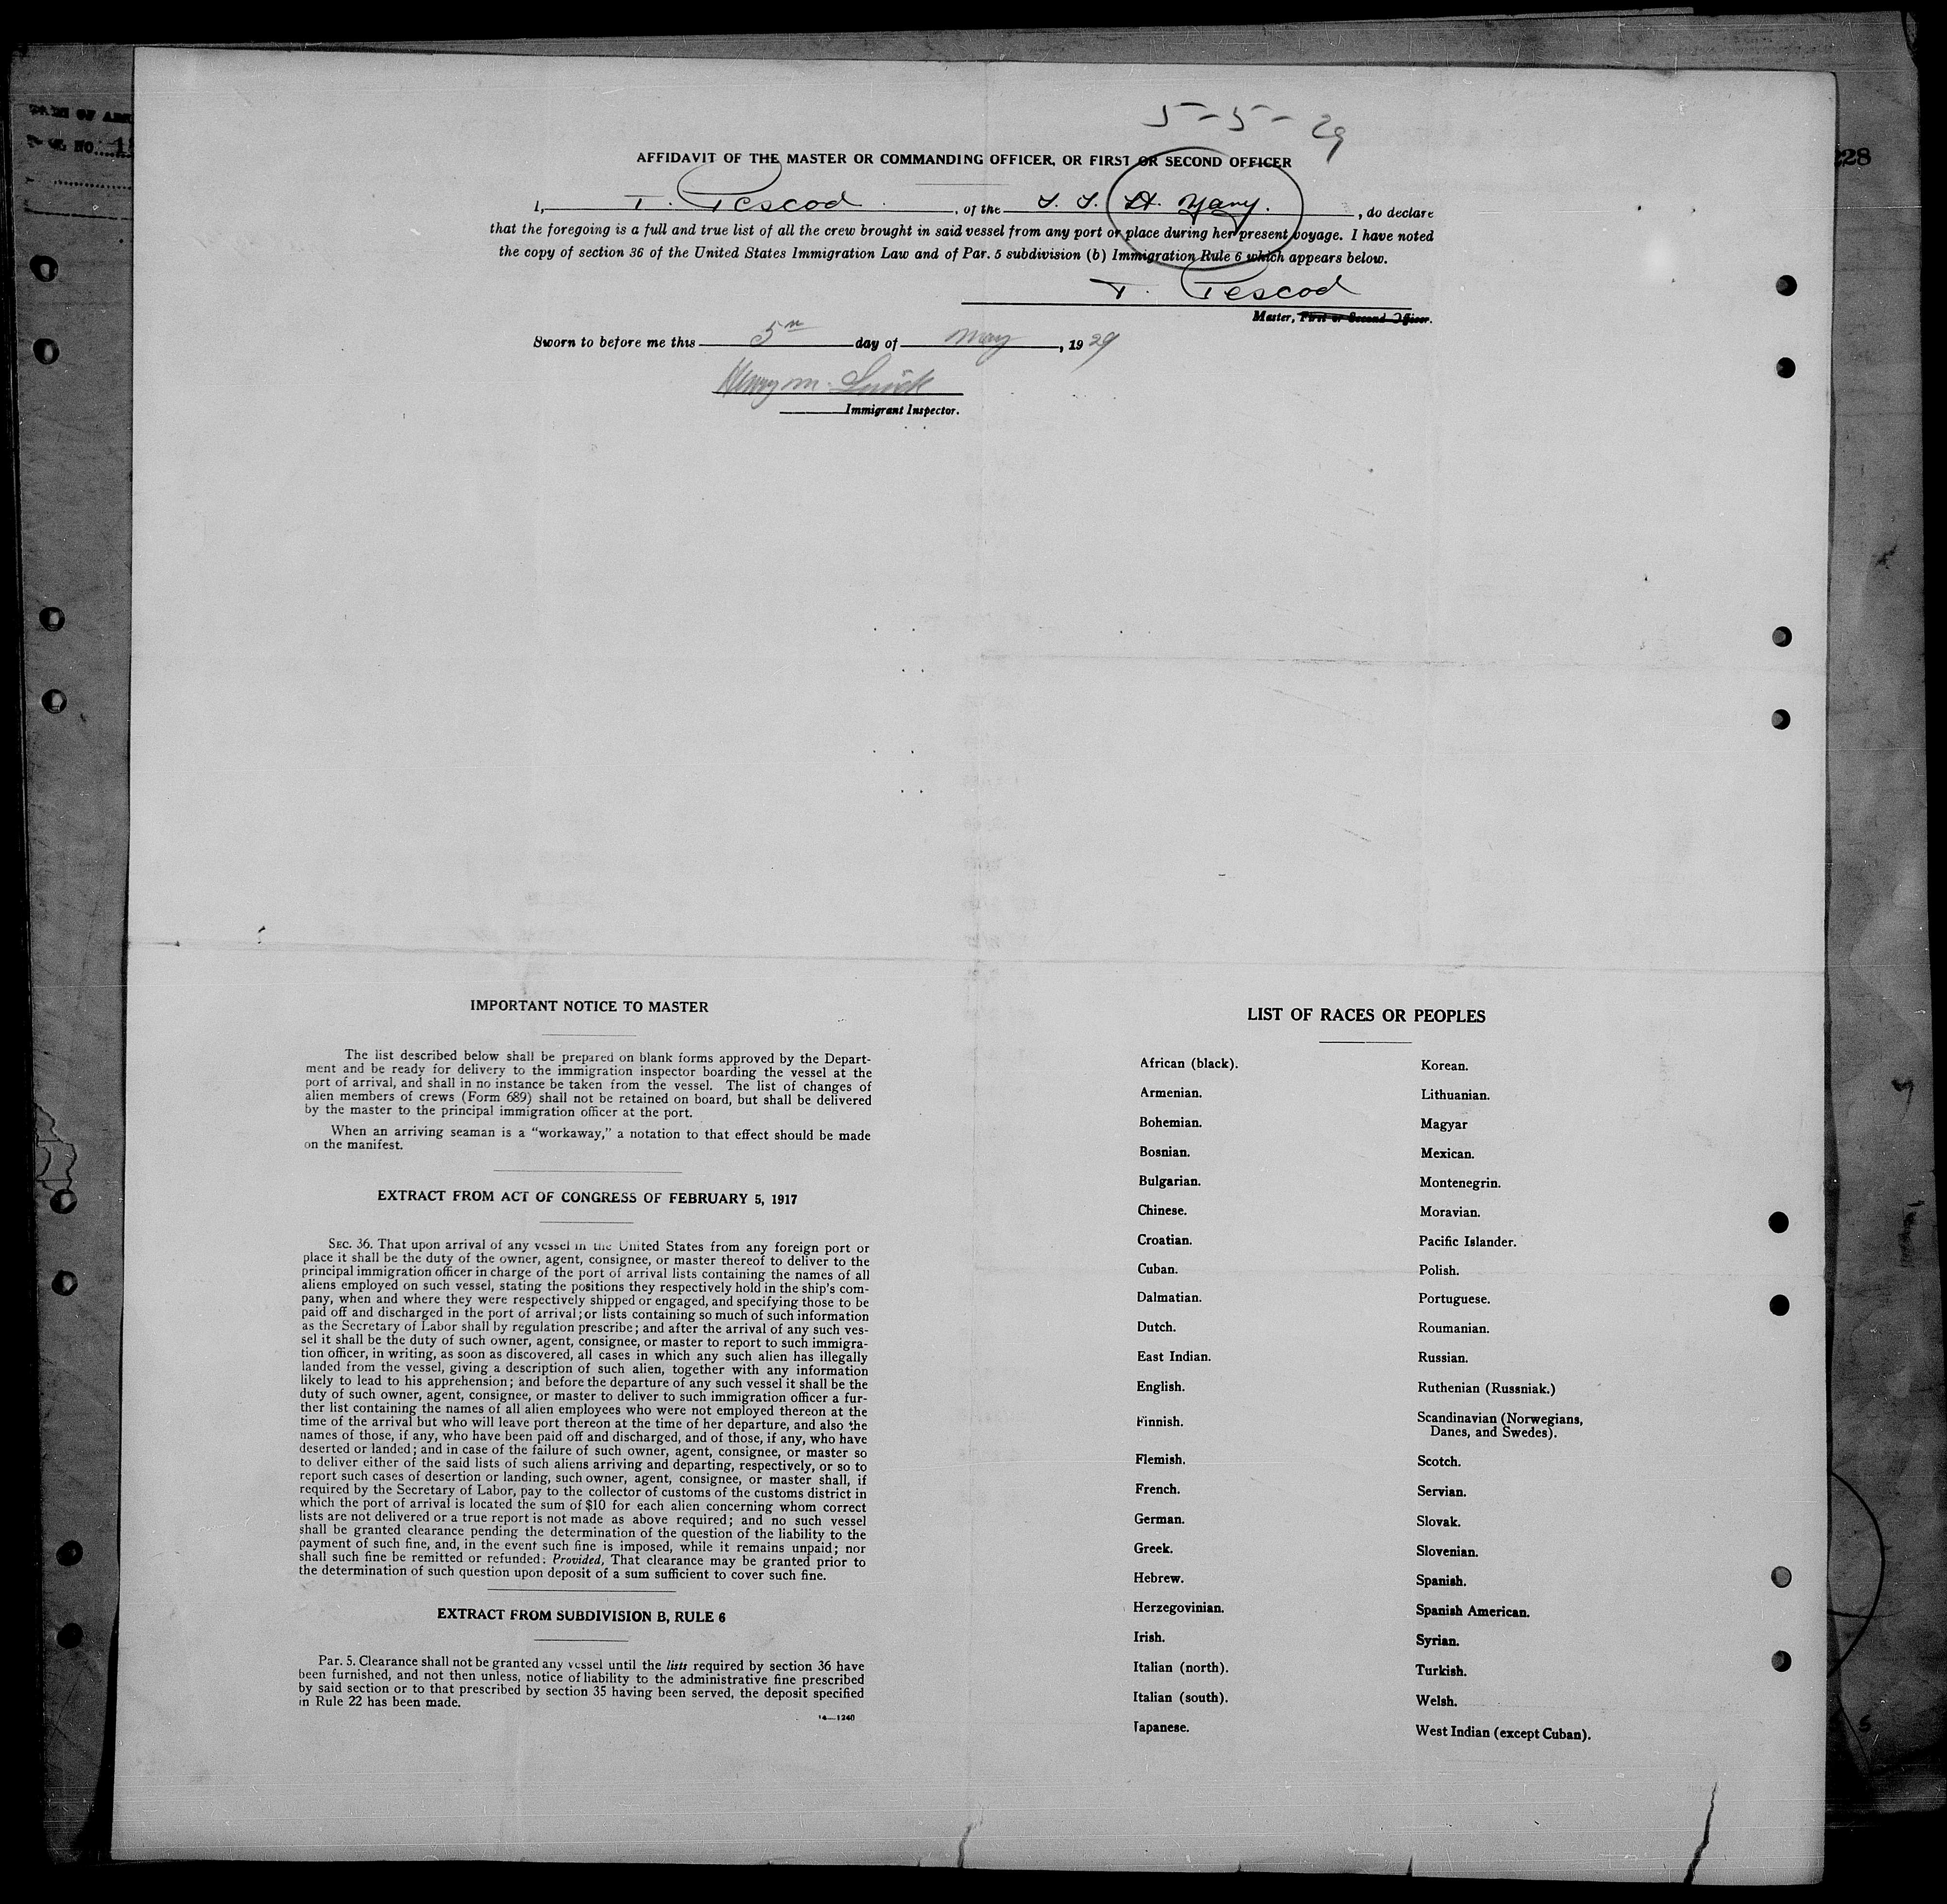 5-5-29
AFFIDAVIT OF THE MASTER OR COMMANDING OFFICER, OR FIRST OR SECOND OFFICER
I, T. Pescod, of the S. S. St. Mary., do declare
that the foregoing is a full and true list of all the crew brought in said vessel from any port or place during her present voyage. I have noted
the copy of section 36 of the United States Immigration Law and of Par. 5 subdivision (b) Immigration Rule 6 which appears below.
T. Pescod
Master, First or Second Officer.
Sworn to before me this 5th day of May, 1929
Henry M.
Immigrant Inspector.
IMPORTANT NOTICE TO MASTER
The list described below shall be prepared on blank forms approved by the Depart-
ment and be ready for delivery to the immigration inspector boarding the vessel at the
port of arrival, and shall in no instance be taken from the vessel. The list of changes of
alien members of crews (Form 689) shall not be retained on board, but shall be delivered
by the master to the principal immigration officer at the port.
When an arriving seaman is a "workaway," a notation to that effect should be made
on the manifest.
EXTRACT FROM ACT OF CONGRESS OF FEBRUARY 5, 1917
SEC. 36. That upon arrival of any vessel in the United States from any foreign port or
place it shall be the duty of the owner, agent, consignee, or master thereof to deliver to the
principal immigration officer in charge of the port of arrival lists containing the names of all
aliens employed on such vessel, stating the positions they respectively hold in the ship's com-
pany, when and where they were respectively shipped or engaged, and specifying those to be
paid off and discharged in the port of arrival; or lists containing so much of such information
as the Secretary of Labor shall by regulation prescribe; and after the arrival of any such ves-
sel it shall be the duty of such owner, agent, consignee, or master to report to such immigra-
tion officer, in writing, as soon as discovered, all cases in which any such alien has illegally
landed from the vessel, giving a description of such alien, together with any information
likely to lead to his apprehension; and before the departure of any such vessel it shall be the
duty of such owner, agent, consignee, or master to deliver to such immigration officer a fur-
ther list containing the names of all alien employees who were not employed thereon at the
time of the arrival but who will leave port thereon at the time of her departure, and also the
names of those, if any, who have been paid off and discharged, and of those, if any, who have
deserted or landed; and in case of the failure of such owner, agent, consignee, or master so
to deliver either of the said lists of such aliens arriving and departing, respectively, or so to
report such cases of desertion or landing, such owner, agent, consignee, or master shall, if
required by the Secretary of Labor, pay to the collector of customs of the customs district in
which the port of arrival is located the sum of $10 for each alien concerning whom correct
lists are not delivered or a true report is not made as above required; and no such vessel
shall be granted clearance pending the determination of the question of the liability to the
payment of such fine, and, in the event such fine is imposed, while it remains unpaid; nor
shall such fine be remitted or refunded: Provided, That clearance may be granted prior to
the determination of such question upon deposit of a sum sufficient to cover such fine.
EXTRACT FROM SUBDIVISION B, RULE 6
Par. 5. Clearance shall not be granted any vessel until the lists required by section 36 have
been furnished, and not then unless, notice of liability to the administrative fine prescribed
by said section or to that prescribed by section 35 having been served, the deposit specified
in Rule 22 has been made.
14—1240
LIST OF RACES OR PEOPLES
African (black).
Armenian.
Bohemian.
Bosnian.
Bulgarian.
Chinese.
Croatian.
Cuban.
Dalmatian.
Dutch.
East Indian.
English.
Finnish.
Flemish.
French.
German.
Greek.
Hebrew.
Herzegovinian.
Irish.
Italian (north).
Italian (south).
Japanese.
Korean.
Lithuanian.
Magyar
Mexican.
Montenegrin.
Moravian.
Pacific Islander.
Polish.
Portuguese.
Roumanian.
Russian.
Ruthenian (Russniak.)
Scandinavian (Norwegians,
Danes, and Swedes).
Scotch.
Servian.
Slovak.
Slovenian.
Spanish.
Spanish American.
Syrian.
Turkish.
Welsh.
West Indian (except Cuban).